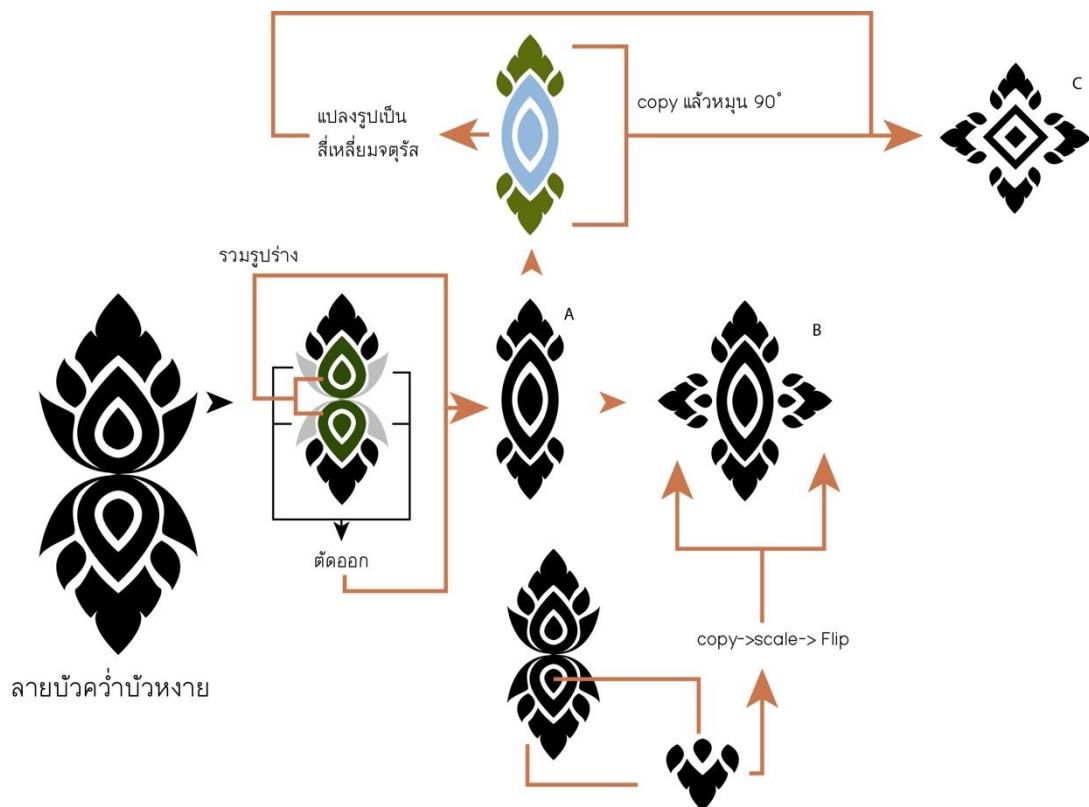 copy แล้วหมุน 90°
C
แปลงรูปเป็น
สี่เหลี่ยมจตุรัส
รวมรูปร่าง
A
B
ตัดออก
copy->scale-> Flip
ลายบัวคว่ำบัวหงาย